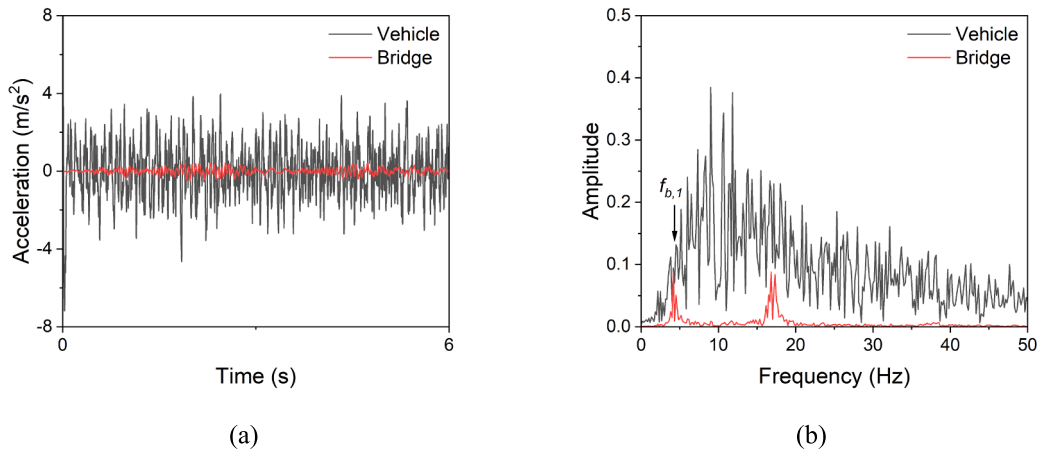 8
4
0
-4
-8
Acceleration (m/s²)
Vehicle
Bridge
0
6
Time (s)
(a)
0.5
0.4
0.3
0.2
0.1
0.0
Amplitude
Vehicle
Bridge
f_b,1
0 10 20 30 40 50
Frequency (Hz)
(b)